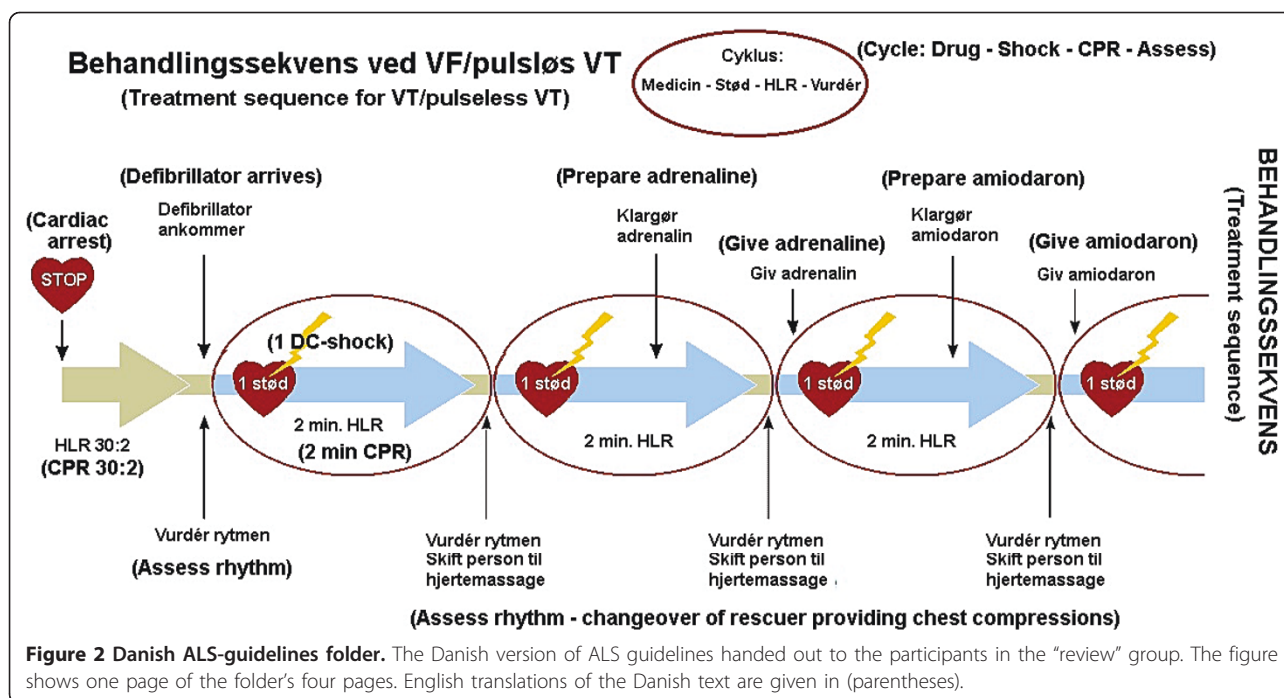 Behandlingssekvens ved VF/pulsløs VT
(Treatment sequence for VT/pulseless VT)
Cyklus:
Medicin - Stød - HLR - Vurdér
(Cycle: Drug - Shock - CPR - Assess)
BEHANDLINGSSEKVENS
(Treatment sequence)
(Cardiac
arrest)
STOP
(Defibrillator arrives)
Defibrillator
ankommer
(Prepare adrenaline)
Klargør
adrenalin
(Give adrenaline)
Giv adrenalin
(Prepare amiodaron)
Klargør
amiodaron
(Give amiodaron)
Giv amiodaron
(1 DC-shock)
1 stød
1 stød
1 stød
1 stød
HLR 30:2
(CPR 30:2)
2 min. HLR
(2 min CPR)
2 min. HLR
2 min. HLR
Vurdér rytmen
(Assess rhythm)
Vurdér rytmen
Skift person til
hjertemassage
Vurdér rytmen
Skift person til
hjertemassage
Vurdér rytmen
Skift person til
hjertemassage
(Assess rhythm - changeover of rescuer providing chest compressions)
Figure 2 Danish ALS-guidelines folder. The Danish version of ALS guidelines handed out to the participants in the “review” group. The figure
shows one page of the folder’s four pages. English translations of the Danish text are given in (parentheses).